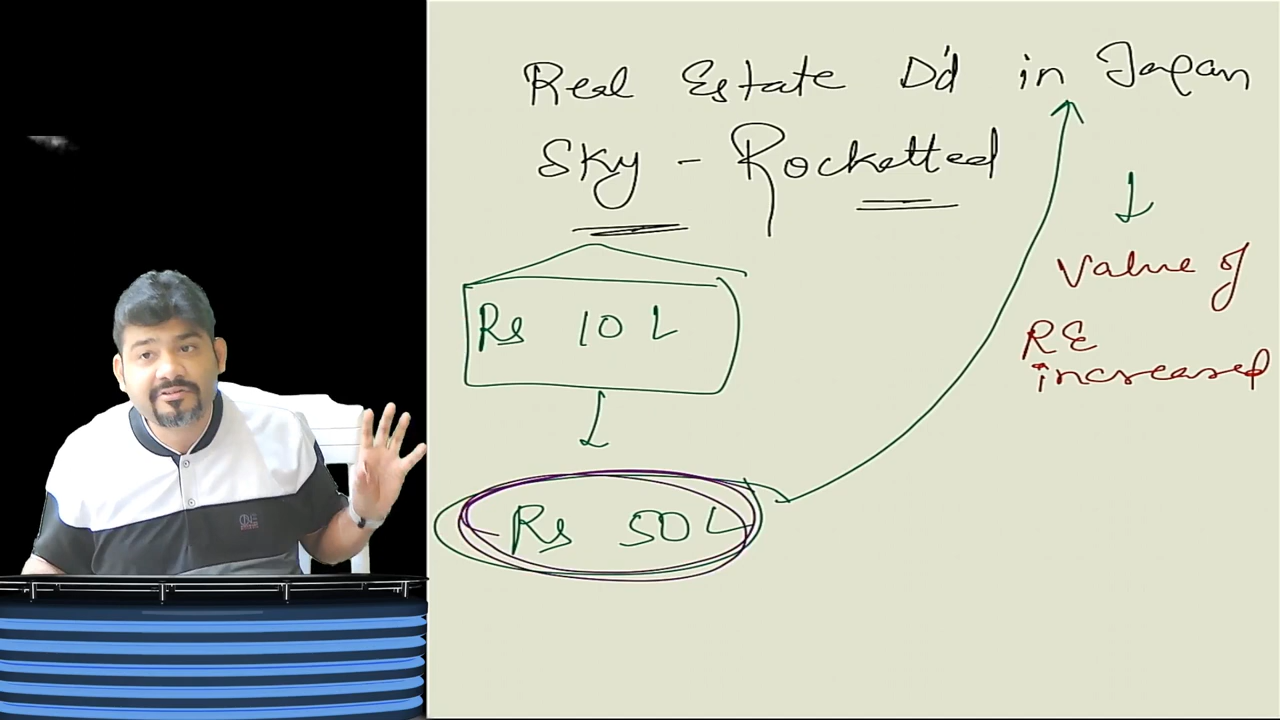 Real Estate D'd in Japan
Sky - Rocketted
Rs 10 L
Rs 50 L
Value of
RE
increased